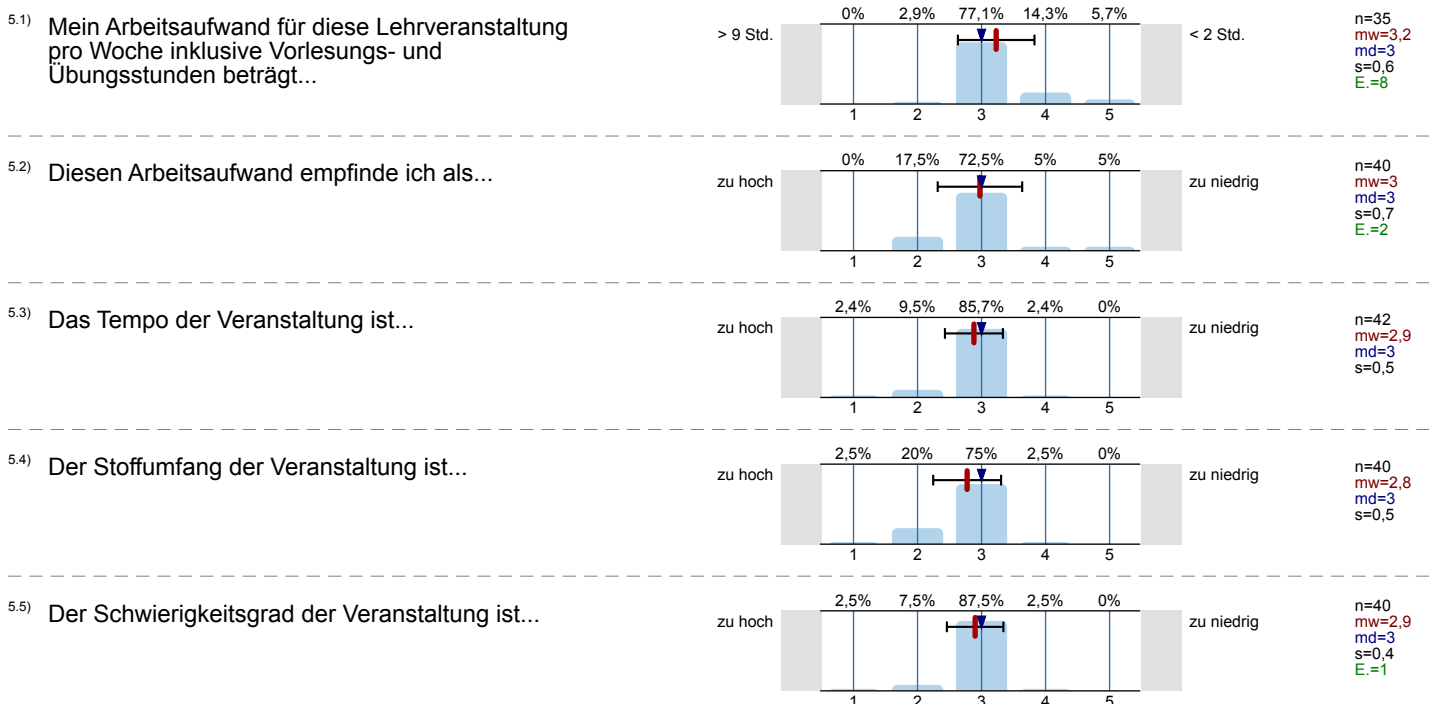 5.1) Mein Arbeitsaufwand für diese Lehrveranstaltung
pro Woche inklusive Vorlesungs- und
Übungsstunden beträgt...
0% 2,9% 77,1% 14,3% 5,7%
> 9 Std. < 2 Std.
1 2 3 4 5
n=35
mw=3,2
md=3
s=0,6
E.=8
5.2) Diesen Arbeitsaufwand empfinde ich als...
0% 17,5% 72,5% 5% 5%
zu hoch zu niedrig
1 2 3 4 5
n=40
mw=3
md=3
s=0,7
E.=2
5.3) Das Tempo der Veranstaltung ist...
2,4% 9,5% 85,7% 2,4% 0%
zu hoch zu niedrig
1 2 3 4 5
n=42
mw=2,9
md=3
s=0,5
5.4) Der Stoffumfang der Veranstaltung ist...
2,5% 20% 75% 2,5% 0%
zu hoch zu niedrig
1 2 3 4 5
n=40
mw=2,8
md=3
s=0,5
5.5) Der Schwierigkeitsgrad der Veranstaltung ist...
2,5% 7,5% 87,5% 2,5% 0%
zu hoch zu niedrig
1 2 3 4 5
n=40
mw=2,9
md=3
s=0,4
E.=1